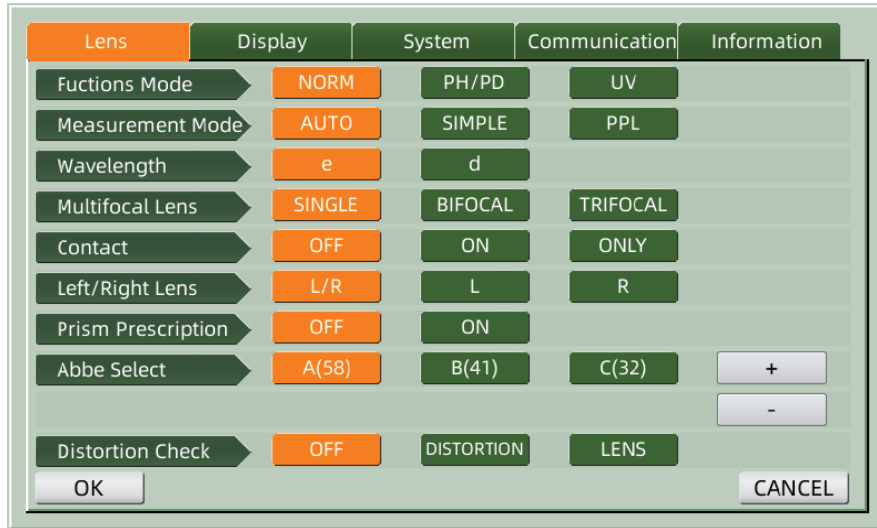 Lens Display System Communication Information
Fuctions Mode NORM PH/PD UV
Measurement Mode AUTO SIMPLE PPL
Wavelength e d
Multifocal Lens SINGLE BIFOCAL TRIFOCAL
Contact OFF ON ONLY
Left/Right Lens L/R L R
Prism Prescription OFF ON
Abbe Select A(58) B(41) C(32) +
-
Distortion Check OFF DISTORTION LENS
OK CANCEL